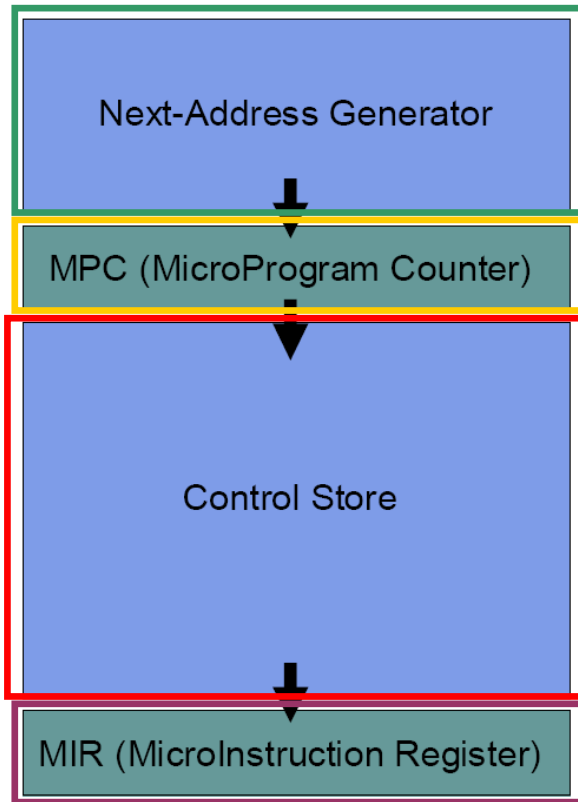 Next-Address Generator
MPC (MicroProgram Counter)
Control Store
MIR (MicroInstruction Register)